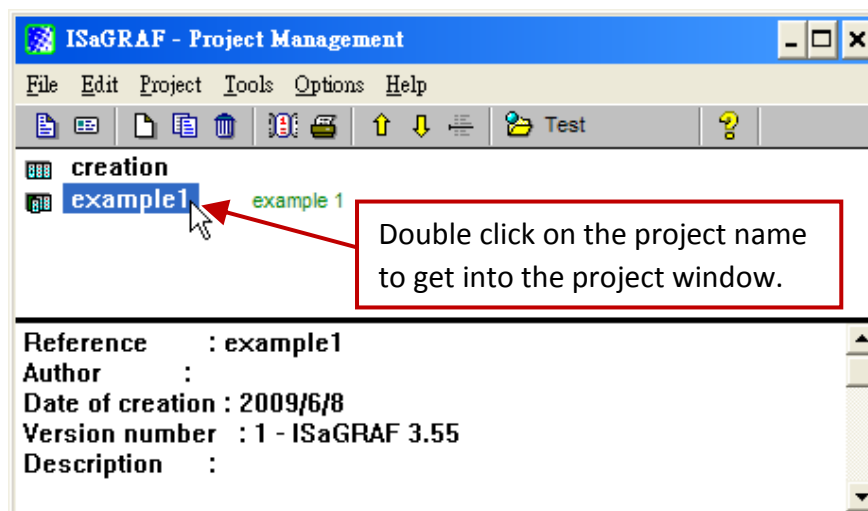 ISaGRAF - Project Management
File Edit Project Tools Options Help
Test
creation
example1 example 1
Double click on the project name
to get into the project window.
Reference : example1
Author :
Date of creation : 2009/6/8
Version number : 1 - ISaGRAF 3.55
Description :